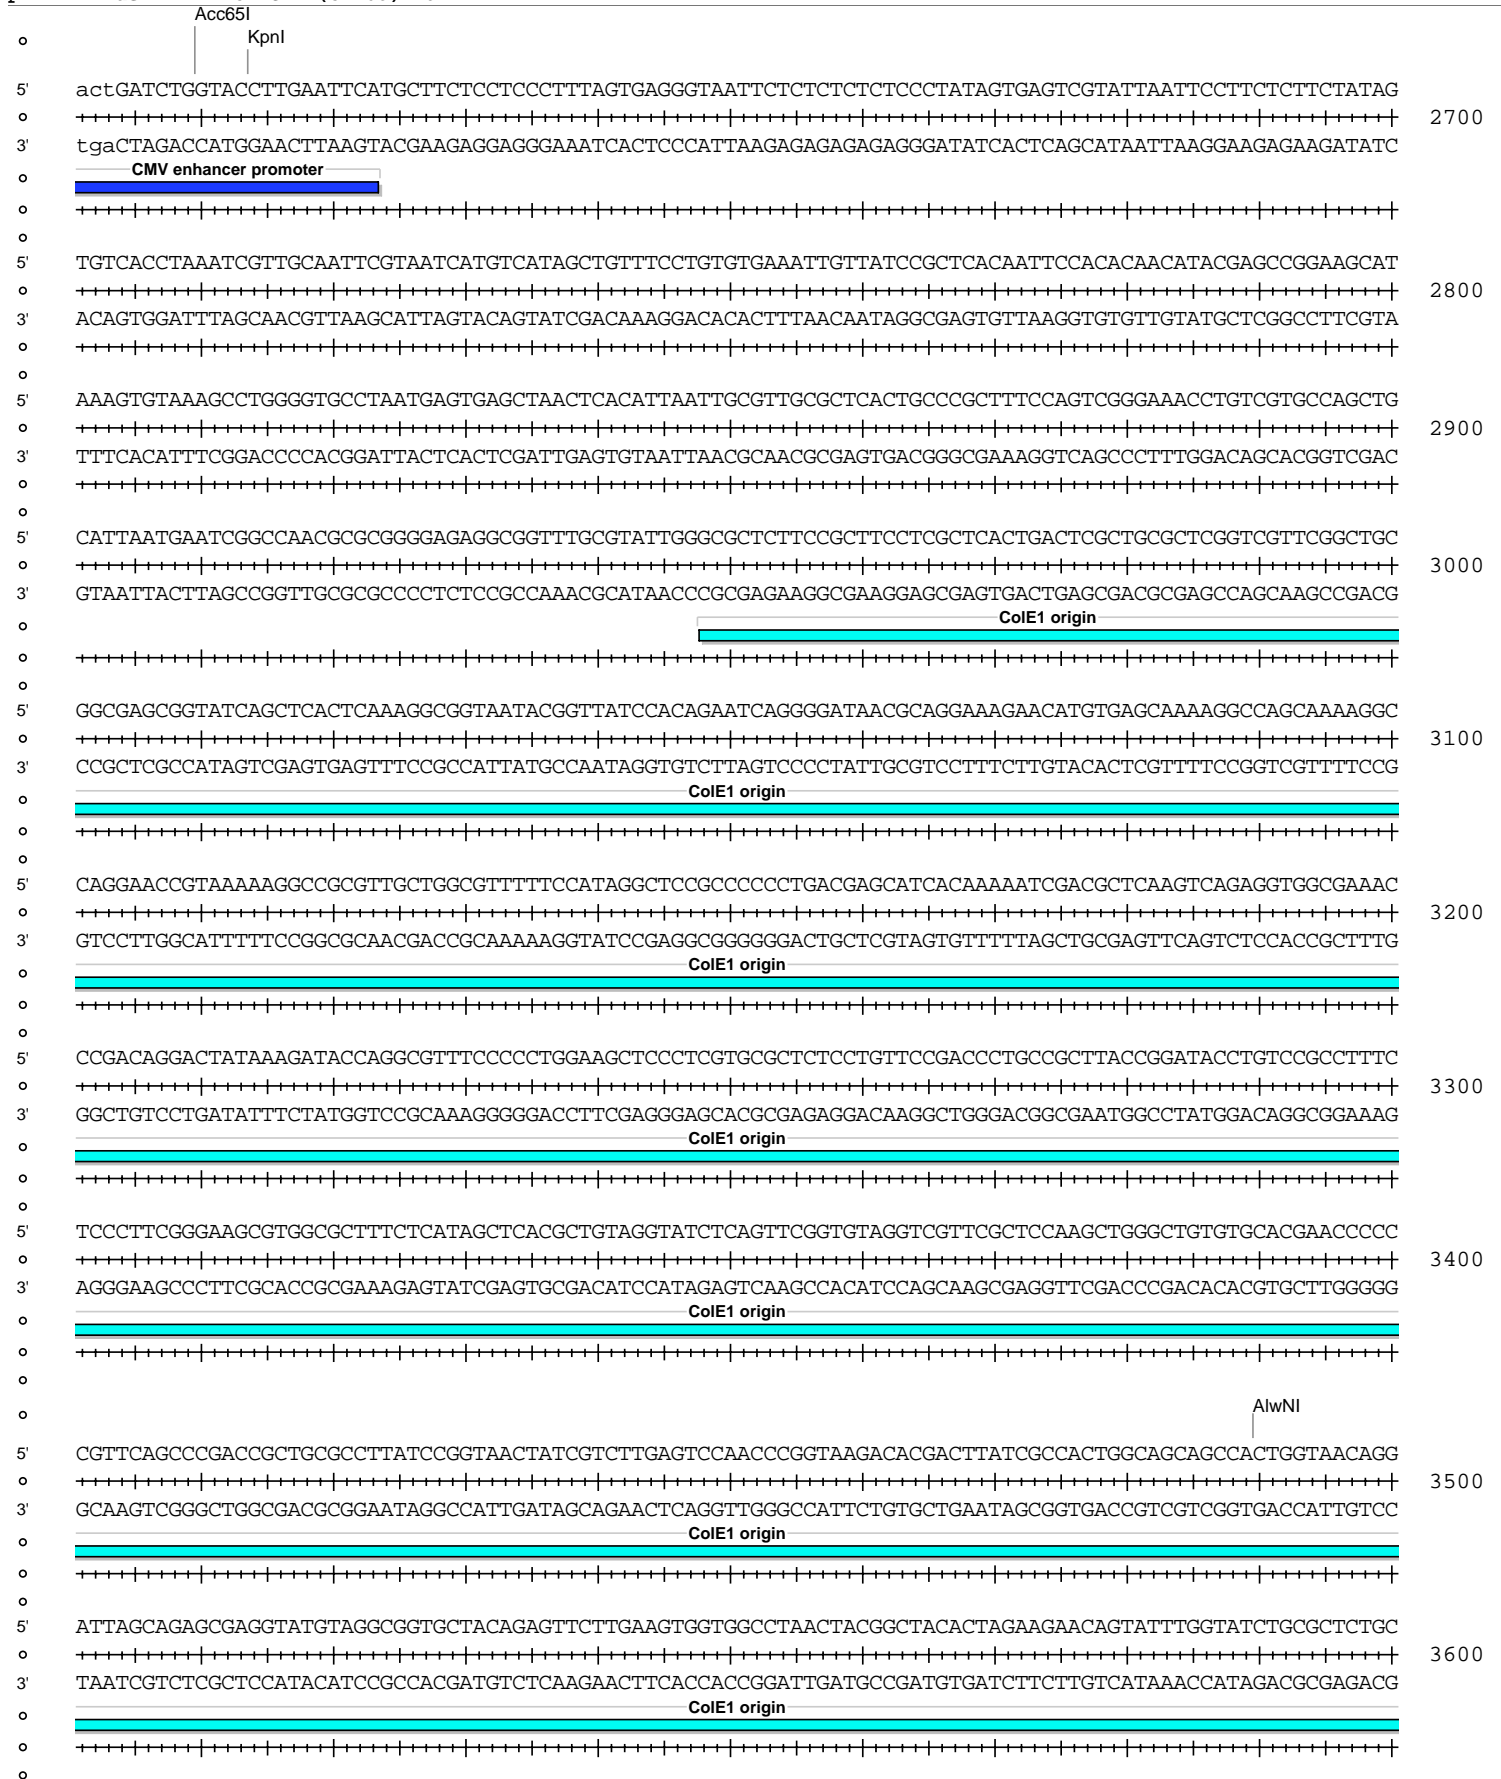 Acc65I
KpnI
5' actGATCTGGTACCTTGAATTCATGCTTCTCCTCCCTTTAGTGAGGGTAATTCTCTCTCTCTCCCTATAGTGAGTCGTATTAATTCCTTCTCTTCTATAG
2700
3' tgaCTAGACCATGGAACTTAAGTACGAAGAGGAGGGAAATCACTCCCATTAAGAGAGAGAGAGGGATATCACTCAGCATAATTAAGGAAGAGAAGATATC
CMV enhancer promoter
5' TGTCACCTAAATCGTTGCAATTCGTAATCATGTCATAGCTGTTTCCTGTGTGAAATTGTTATCCGCTCACAATTCCACACAACATACGAGCCGGAAGCAT
2800
3' ACAGTGGATTTAGCAACGTTAAGCATTAGTACAGTATCGACAAAGGACACACTTTAACAATAGGCGAGTGTTAAGGTGTGTTGTATGCTCGGCCTTCGTA
5' AAAGTGTAAAGCCTGGGGTGCCTAATGAGTGAGCTAACTCACATTAATTGCGTTGCGCTCACTGCCCGCTTTCCAGTCGGGAAACCTGTCGTGCCAGCTG
2900
3' TTTCACATTTCGGACCCCACGGATTACTCACTCGATTGAGTGTAATTAACGCAACGCGAGTGACGGGCGAAAGGTCAGCCCTTTGGACAGCACGGTCGAC
5' CATTAATGAATCGGCCAACGCGCGGGGAGAGGCGGTTTGCGTATTGGGCGCTCTTCCGCTTCCTCGCTCACTGACTCGCTGCGCTCGGTCGTTCGGCTGC
3000
3' GTAATTACTTAGCCGGTTGCGCGCCCCTCTCCGCCAAACGCATAACCCGCGAGAAGGCGAAGGAGCGAGTGACTGAGCGACGCGAGCCAGCAAGCCGACG
ColE1 origin
5' GGCGAGCGGTATCAGCTCACTCAAAGGCGGTAATACGGTTATCCACAGAATCAGGGGATAACGCAGGAAAGAACATGTGAGCAAAAGGCCAGCAAAAGGC
3100
3' CCGCTCGCCATAGTCGAGTGAGTTTCCGCCATTATGCCAATAGGTGTCTTAGTCCCCTATTGCGTCCTTTCTTGTACACTCGTTTTCCGGTCGTTTTCCG
ColE1 origin
5' CAGGAACCGTAAAAAGGCCGCGTTGCTGGCGTTTTTCCATAGGCTCCGCCCCCCTGACGAGCATCACAAAAATCGACGCTCAAGTCAGAGGTGGCGAAAC
3200
3' GTCCTTGGCATTTTTCCGGCGCAACGACCGCAAAAAGGTATCCGAGGCGGGGGGACTGCTCGTAGTGTTTTTAGCTGCGAGTTCAGTCTCCACCGCTTTG
ColE1 origin
5' CCGACAGGACTATAAAGATACCAGGCGTTTCCCCCTGGAAGCTCCCTCGTGCGCTCTCCTGTTCCGACCCTGCCGCTTACCGGATACCTGTCCGCCTTTC
3300
3' GGCTGTCCTGATATTTCTATGGTCCGCAAAGGGGGACCTTCGAGGGAGCACGCGAGAGGACAAGGCTGGGACGGCGAATGGCCTATGGACAGGCGGAAAG
ColE1 origin
5' TCCCTTCGGGAAGCGTGGCGCTTTCTCATAGCTCACGCTGTAGGTATCTCAGTTCGGTGTAGGTCGTTCGCTCCAAGCTGGGCTGTGTGCACGAACCCCC
3400
3' AGGGAAGCCCTTCGCACCGCGAAAGAGTATCGAGTGCGACATCCATAGAGTCAAGCCACATCCAGCAAGCGAGGTTCGACCCGACACACGTGCTTGGGGG
ColE1 origin
AlwNI
5' CGTTCAGCCCGACCGCTGCGCCTTATCCGGTAACTATCGTCTTGAGTCCAACCCGGTAAGACACGACTTATCGCCACTGGCAGCAGCCACTGGTAACAGG
3500
3' GCAAGTCGGGCTGGCGACGCGGAATAGGCCATTGATAGCAGAACTCAGGTTGGGCCATTCTGTGCTGAATAGCGGTGACCGTCGTCGGTGACCATTGTCC
ColE1 origin
5' ATTAGCAGAGCGAGGTATGTAGGCGGTGCTACAGAGTTCTTGAAGTGGTGGCCTAACTACGGCTACACTAGAAGAACAGTATTTGGTATCTGCGCTCTGC
3600
3' TAATCGTCTCGCTCCATACATCCGCCACGATGTCTCAAGAACTTCACCACCGGATTGATGCCGATGTGATCTTCTTGTCATAAACCATAGACGCGAGACG
ColE1 origin